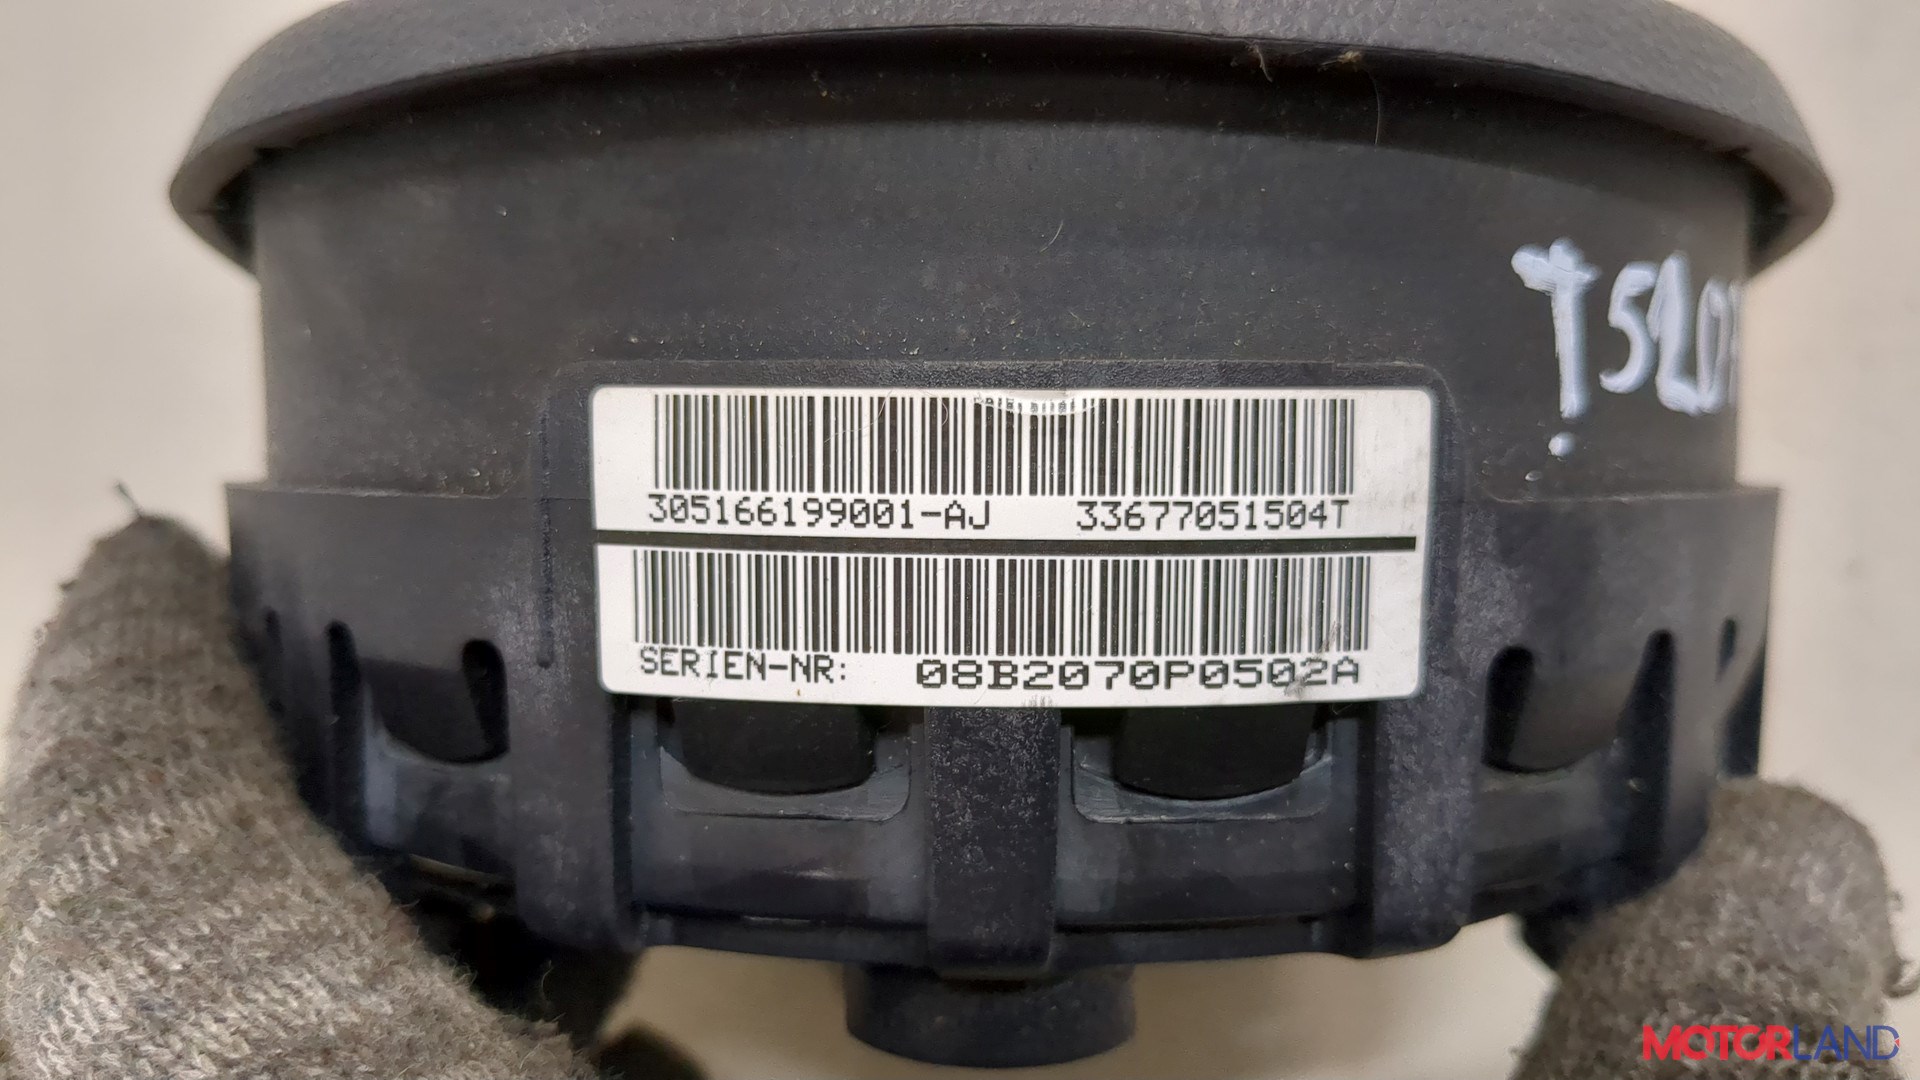 305166199001-AJ 33677051504T
SERIEN-NR: 08B2070P0502A
MOTORLAND